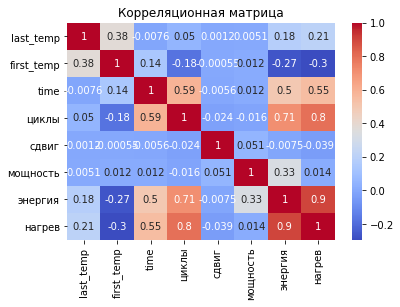 Корреляционная матрица
last_temp 1 0.38 -0.0076 0.05 0.0012 0.0051 0.18 0.21
first_temp 0.38 1 0.14 -0.18 0.00055 0.012 -0.27 -0.3
time -0.0076 0.14 1 0.59 -0.0056 0.012 0.5 0.55
циклы 0.05 -0.18 0.59 1 -0.024 -0.016 0.71 0.8
сдвиг 0.0012 0.00055 -0.0056 -0.024 1 0.051 -0.0075 -0.039
мощность 0.0051 0.012 0.012 -0.016 0.051 1 0.33 0.014
энергия 0.18 -0.27 0.5 0.71 -0.0075 0.33 1 0.9
нагрев 0.21 -0.3 0.55 0.8 -0.039 0.014 0.9 1
last_temp first_temp time циклы сдвиг мощность энергия нагрев
1.0
0.8
0.6
0.4
0.2
0.0
−0.2